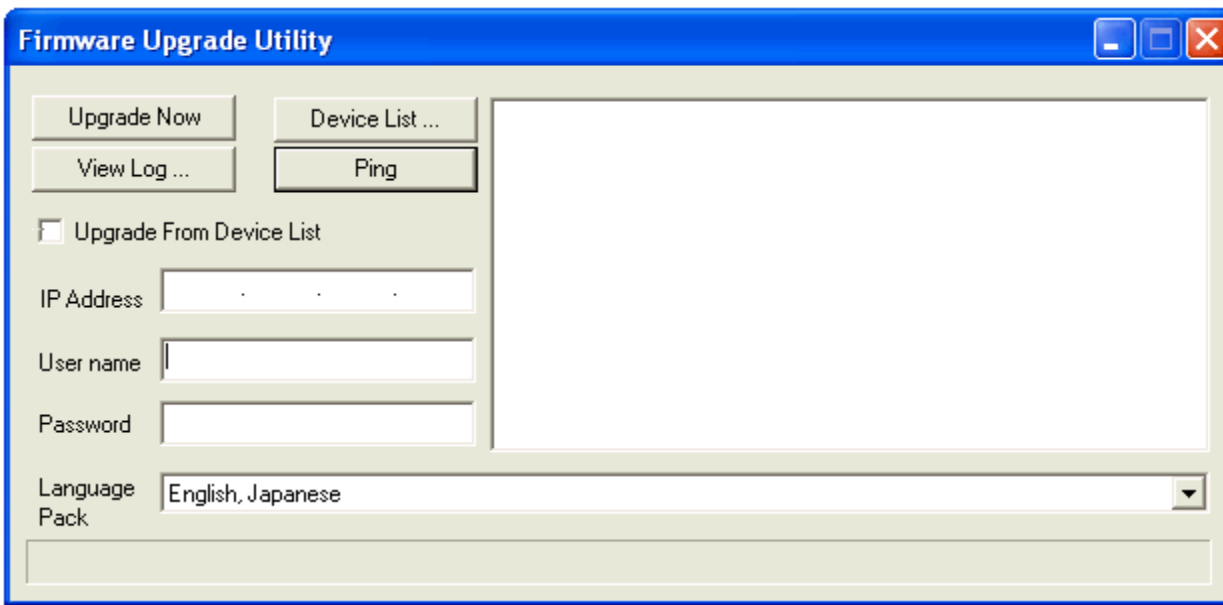 Firmware Upgrade Utility
Upgrade Now
Device List ...
View Log ...
Ping
Upgrade From Device List
IP Address . . .
User name
Password
Language
Pack
English, Japanese